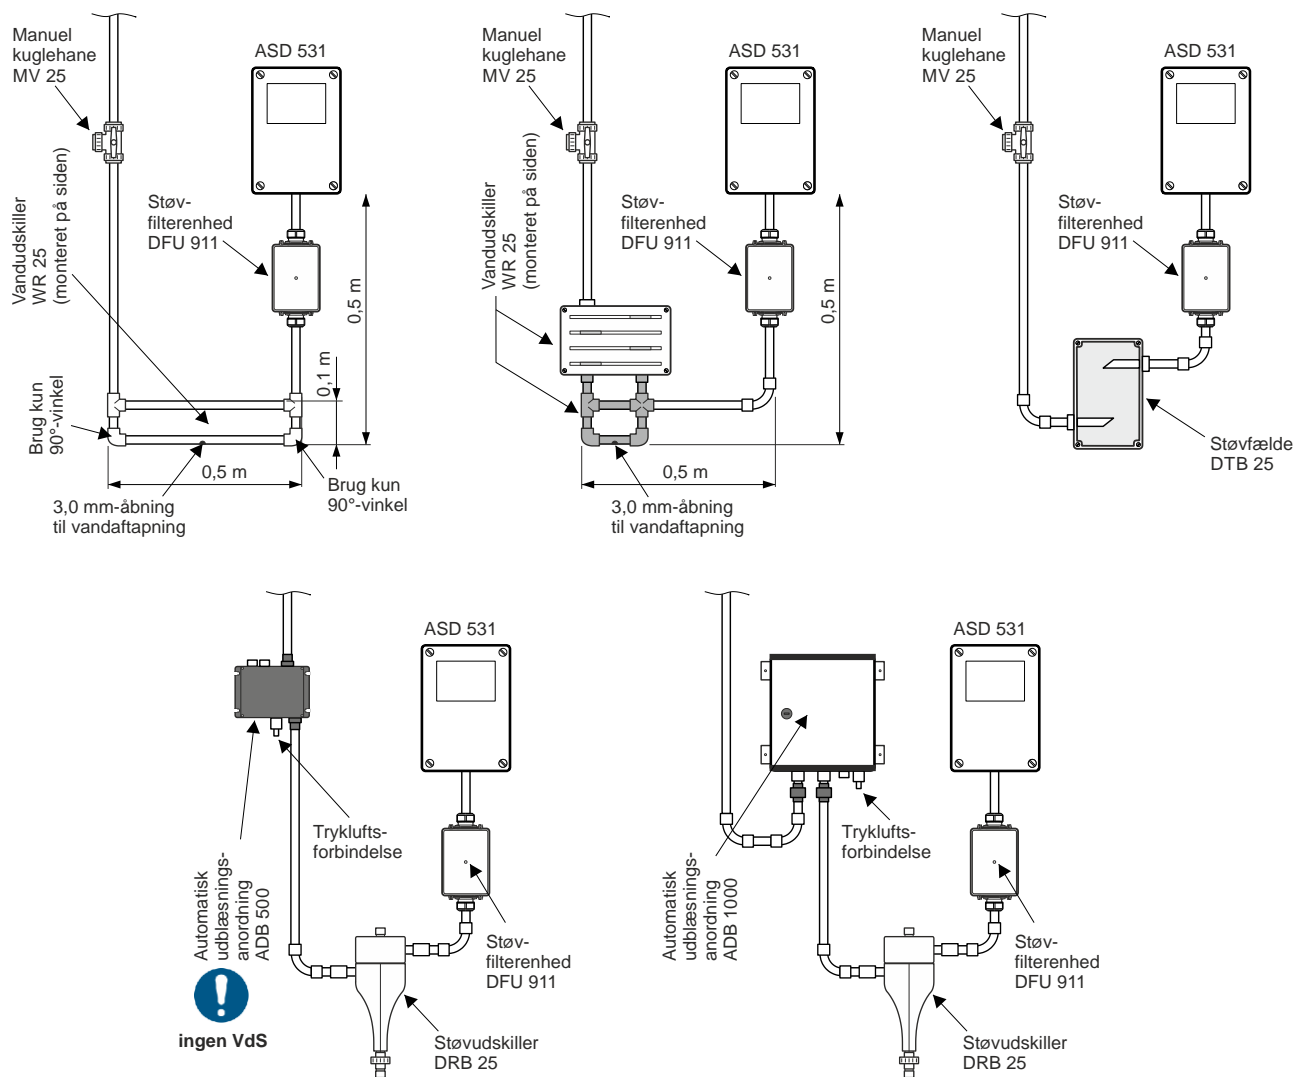 Manuel
kuglehane
MV 25
ASD 531
Støv-
filterenhed
DFU 911
Vandudskiller
WR 25
(monteret på siden)
0,5 m
0,1 m
Brug kun
90°-vinkel
0,5 m
Brug kun
90°-vinkel
3,0 mm-åbning
til vandaftapning
Manuel
kuglehane
MV 25
ASD 531
Støv-
filterenhed
DFU 911
Vandudskiller
WR 25
(monteret på siden)
0,5 m
0,5 m
3,0 mm-åbning
til vandaftapning
Manuel
kuglehane
MV 25
ASD 531
Støv-
filterenhed
DFU 911
Støvfælde
DTB 25
ASD 531
Automatisk
udblæsnings-
anordning
ADB 500
Tryklufts-
forbindelse
Støv-
filterenhed
DFU 911
ingen VdS
Støvudskiller
DRB 25
ASD 531
Automatisk
udblæsnings-
anordning
ADB 1000
Tryklufts-
forbindelse
Støv-
filterenhed
DFU 911
Støvudskiller
DRB 25